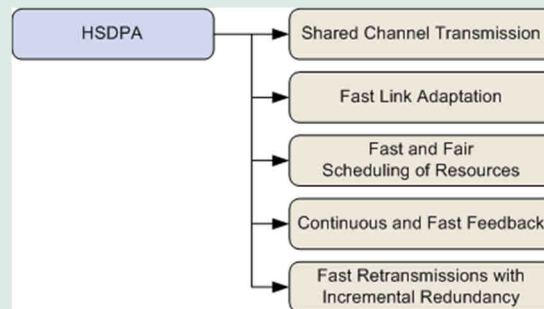 HSDPA
Shared Channel Transmission
Fast Link Adaptation
Fast and Fair
Scheduling of Resources
Continuous and Fast Feedback
Fast Retransmissions with
Incremental Redundancy